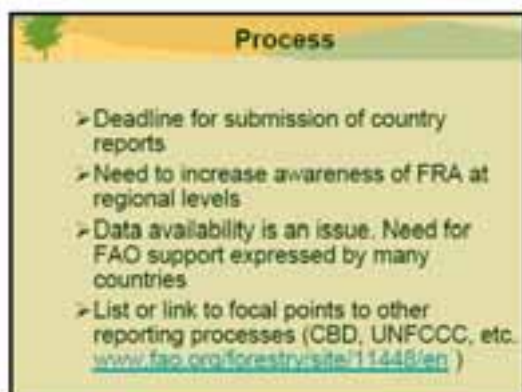 Process
➢Deadline for submission of country
reports
➢Need to increase awareness of FRA at
regional levels
➢Data availability is an issue. Need for
FAO support expressed by many
countries
➢List or link to focal points to other
reporting processes (CBD, UNFCCC, etc.
www.fao.org/forestry/site/11448/en )